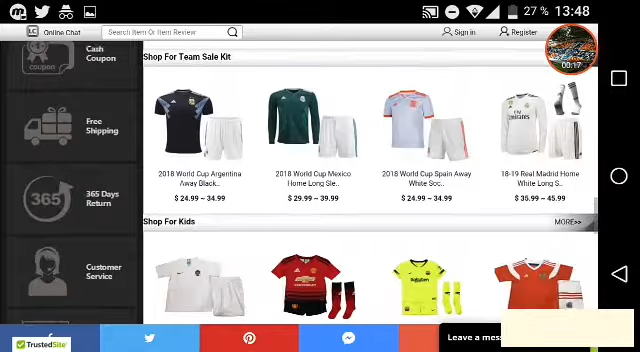 27 %
13:48
LC
Online Chat
Search Item Or Item Review
Sign in
Register
00:17
Cash
Coupon
coupon
Free
Shipping
365
365 Days
Return
Customer
Service
Shop For Team Sale Kit
2018 World Cup Argentina
Away Black..
$ 24.99 ~ 34.99
2018 World Cup Mexico
Home Long Sle..
$ 29.99 ~ 39.99
2018 World Cup Spain Away
White Soc..
$ 24.99 ~ 34.99
18-19 Real Madrid Home
White Long S..
$ 35.99 ~ 45.99
Shop For Kids
MORE>>
TrustedSite
Leave a mess